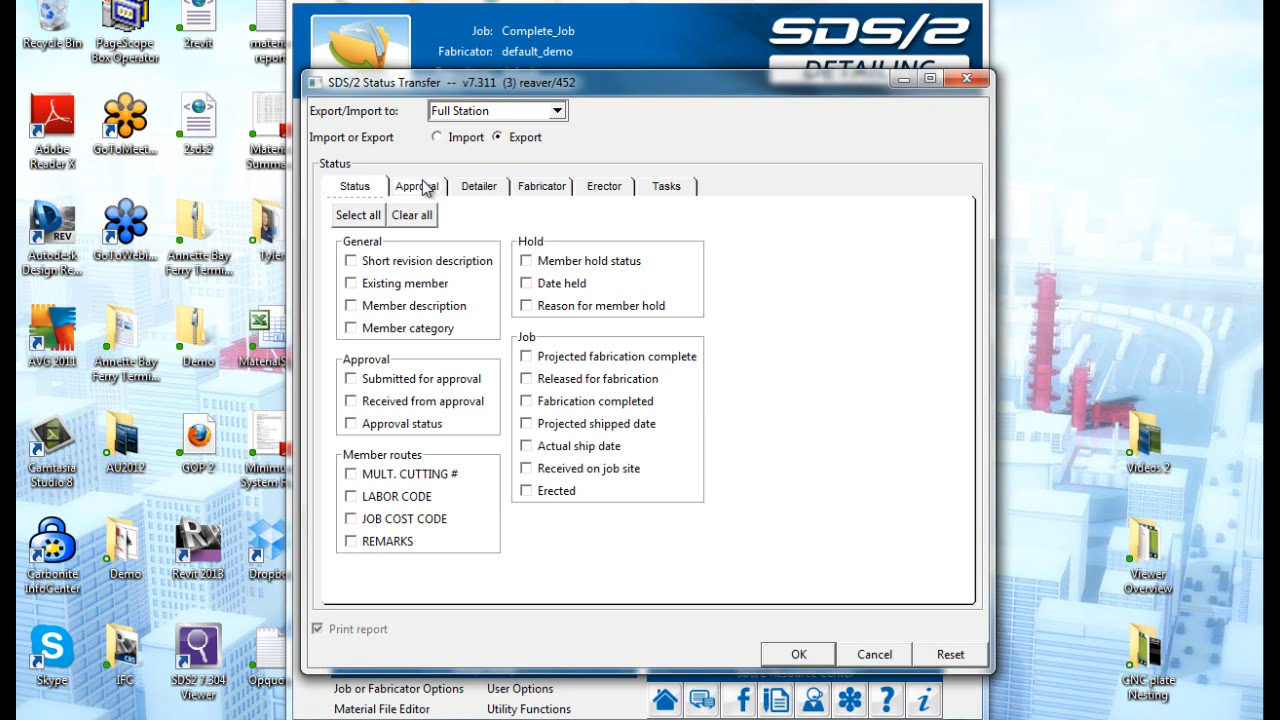 Recycle Bin
PageScope Box Operator
2revit
Adobe Reader X
GoToMeet...
2sds2
Autodesk Design Re...
GoToWebi...
Annette Bay Ferry Termi...
Tyler
AVG 2011
Annette Bay Ferry Termi...
Demo
Camtasia Studio 8
AU2012
GOP 2
Carbonite InfoCenter
Demo
Revit 2013
Skype
IFC
SDS2 7.304 Viewer
Job: Complete_Job
Fabricator: default_demo
SDS/2
DETAILING
SDS/2 Status Transfer -- v7.311 (3) reaver/452
Export/Import to: Full Station
Import or Export Import Export
Status
Status Approval Detailer Fabricator Erector Tasks
Select all Clear all
General
Short revision description
Existing member
Member description
Member category
Approval
Submitted for approval
Received from approval
Approval status
Member routes
MULT. CUTTING #
LABOR CODE
JOB COST CODE
REMARKS
Hold
Member hold status
Date held
Reason for member hold
Job
Projected fabrication complete
Released for fabrication
Fabrication completed
Projected shipped date
Actual ship date
Received on job site
Erected
Print report
OK Cancel Reset
Job or Fabricator Options User Options
Material File Editor Utility Functions
SDS/2 Resource Center
Videos 2
Viewer Overview
CNC plate Nesting